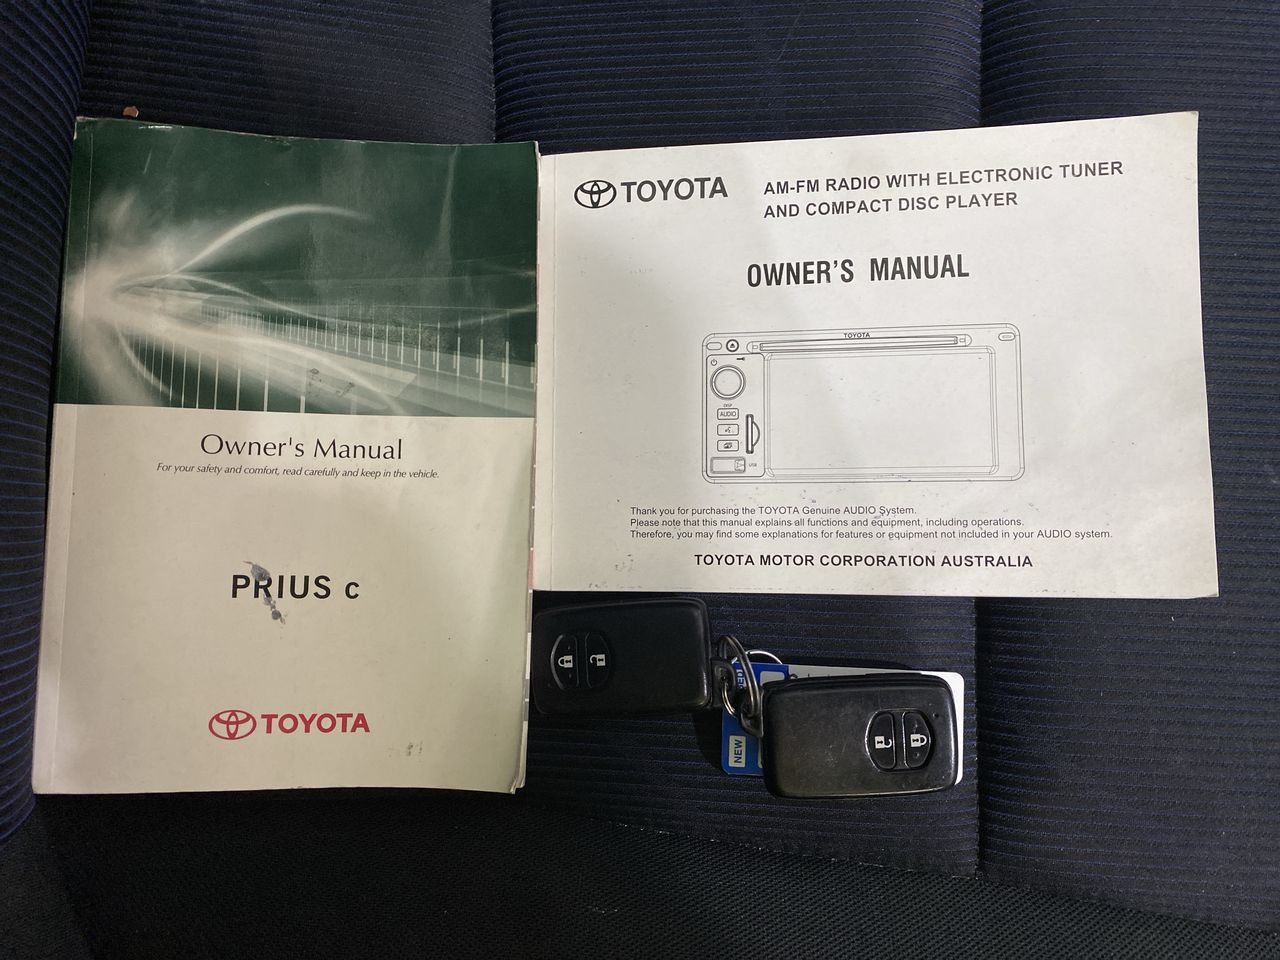 Owner's Manual
For your safety and comfort, read carefully and keep in the vehicle.
PRIUS c
TOYOTA
TOYOTA
AM-FM RADIO WITH ELECTRONIC TUNER
AND COMPACT DISC PLAYER
OWNER'S MANUAL
TOYOTA
DISP
AUDIO
USB
Thank you for purchasing the TOYOTA Genuine AUDIO System.
Please note that this manual explains all functions and equipment, including operations.
Therefore, you may find some explanations for features or equipment not included in your AUDIO system.
TOYOTA MOTOR CORPORATION AUSTRALIA
NEW